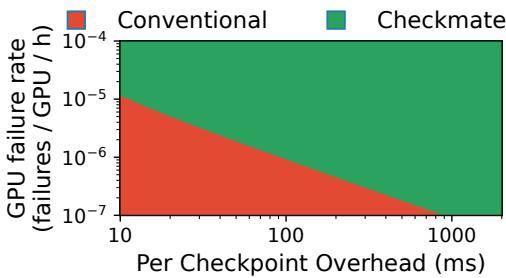 Conventional Checkmate
GPU failure rate
(failures / GPU / h)
10⁻⁴
10⁻⁵
10⁻⁶
10⁻⁷
10 100 1000
Per Checkpoint Overhead (ms)